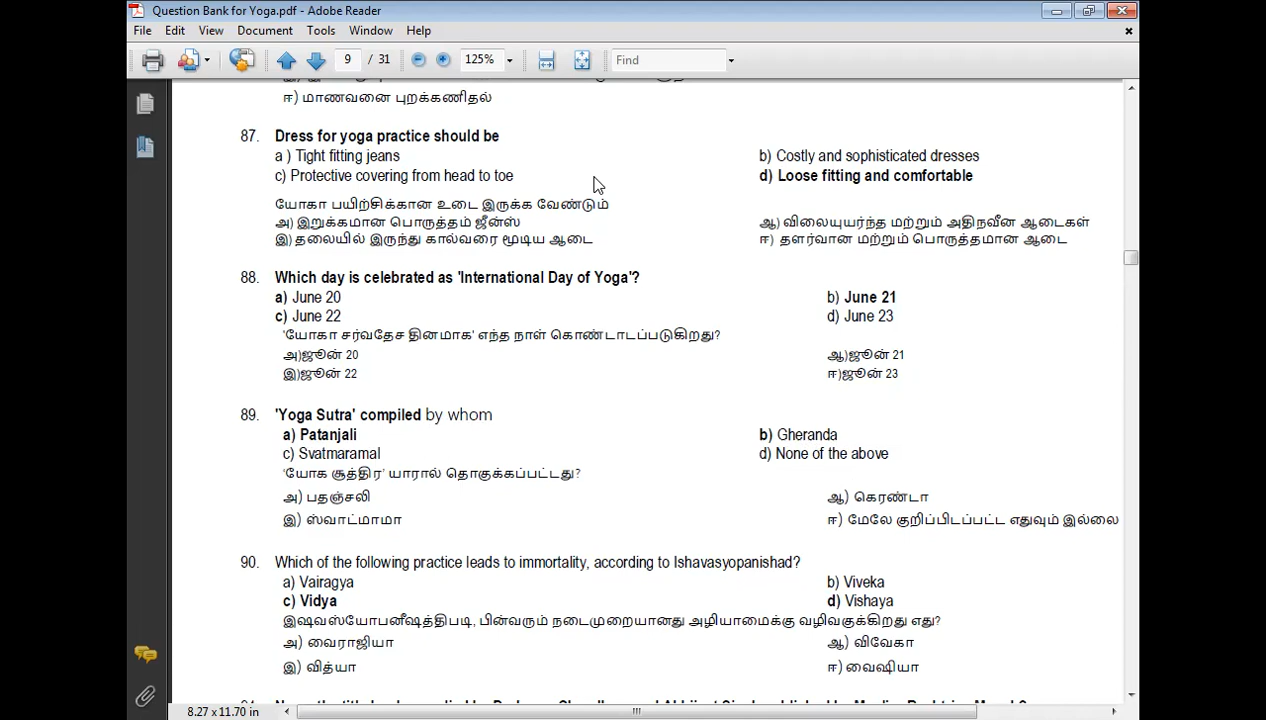 Question Bank for Yoga.pdf - Adobe Reader
File Edit View Document Tools Window Help
9 / 31 125% Find
ஈ) மாணவனை புறக்கணிதல்
87. Dress for yoga practice should be
a ) Tight fitting jeans b) Costly and sophisticated dresses
c) Protective covering from head to toe d) Loose fitting and comfortable
யோகா பயிற்சிக்கான உடை இருக்க வேண்டும்
அ) இறுக்கமான பொருத்தம் ஜீன்ஸ் ஆ) விலையுயர்ந்த மற்றும் அதிநவீன ஆடைகள்
இ) தலையில் இருந்து கால்வரை மூடிய ஆடை ஈ) தளர்வான மற்றும் பொருத்தமான ஆடை
88. Which day is celebrated as 'International Day of Yoga'?
a) June 20 b) June 21
c) June 22 d) June 23
'யோகா சர்வதேச தினமாக' எந்த நாள் கொண்டாடப்படுகிறது?
அ)ஜூன் 20 ஆ)ஜூன் 21
இ)ஜூன் 22 ஈ)ஜூன் 23
89. 'Yoga Sutra' compiled by whom
a) Patanjali b) Gheranda
c) Svatmaramal d) None of the above
‘யோக சூத்திர’ யாரால் தொகுக்கப்பட்டது?
அ) பதஞ்சலி ஆ) கெரண்டா
இ) ஸ்வாட்மாமா ஈ) மேலே குறிப்பிடப்பட்ட எதுவும் இல்லை
90. Which of the following practice leads to immortality, according to Ishavasyopanishad?
a) Vairagya b) Viveka
c) Vidya d) Vishaya
இஷவஸ்யோபனீஷத்திபடி, பின்வரும் நடைமுறையானது அழியாமைக்கு வழிவகுக்கிறது எது?
அ) வைராஜியா ஆ) விவேகா
இ) வித்யா ஈ) வைஷியா
8.27 x 11.70 in